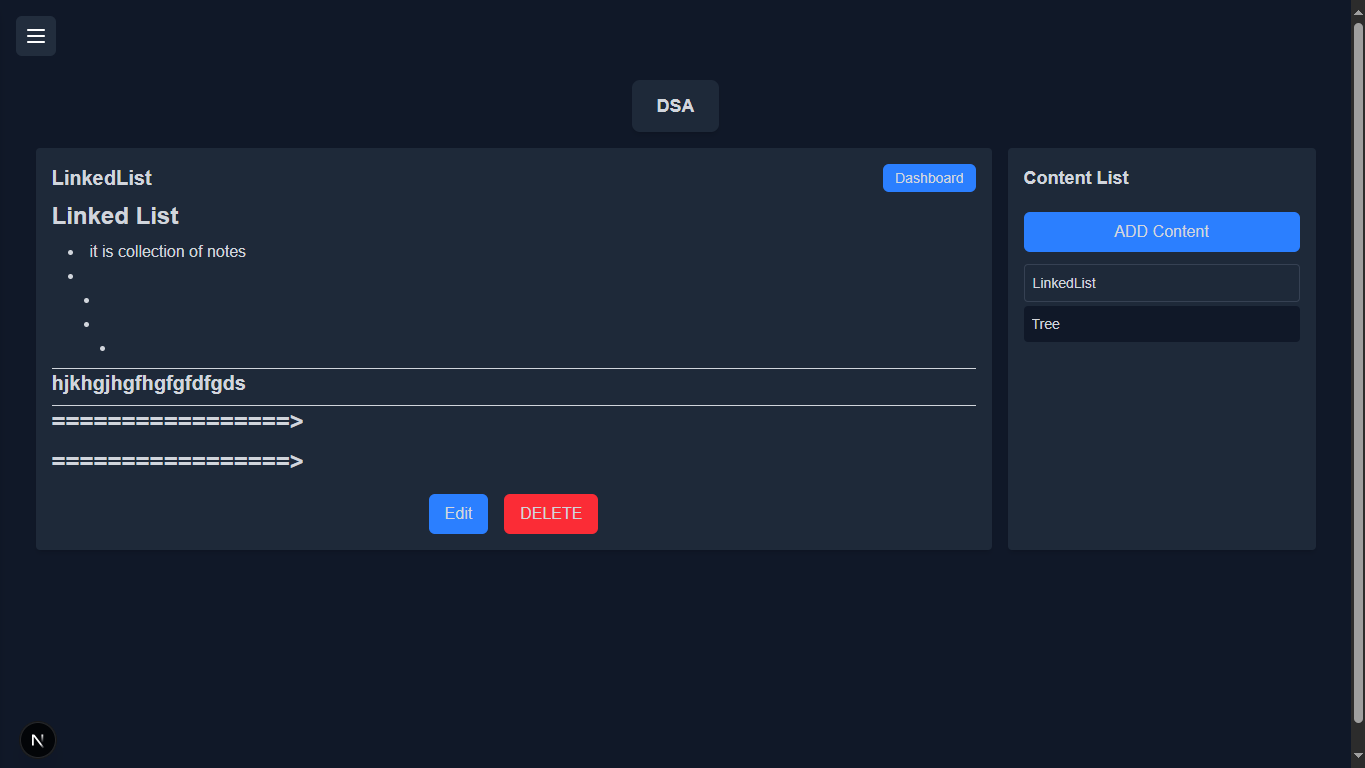 DSA
LinkedList
Dashboard
Linked List
it is collection of notes
hjkhgjhgfhgfgfdfgds
=================>
=================>
Edit
DELETE
Content List
ADD Content
LinkedList
Tree
N